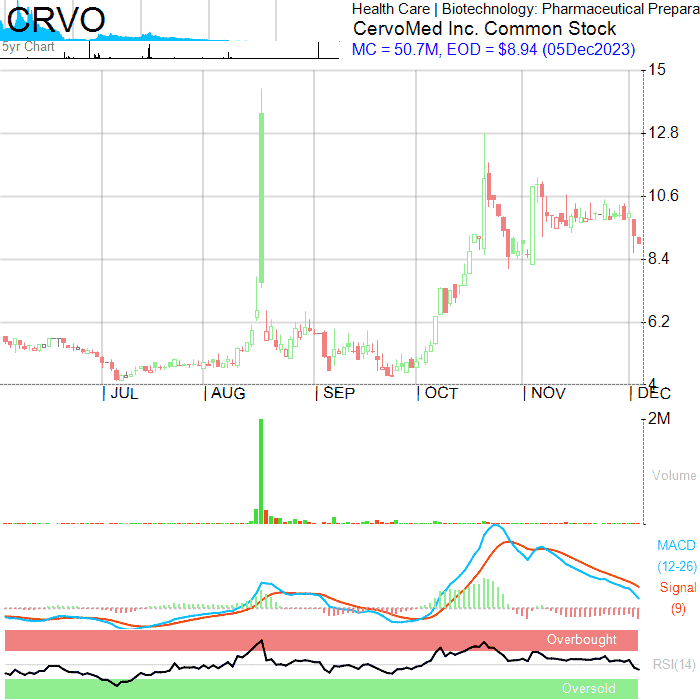 CRVO
5yr Chart
Health Care | Biotechnology: Pharmaceutical Prepara
CervoMed Inc. Common Stock
MC = 50.7M, EOD = $8.94 (05Dec2023)
15
12.8
10.6
8.4
6.2
4
JUL AUG SEP OCT NOV DEC
2M
Volume
MACD
(12-26)
Signal
(9)
Overbought
RSI(14)
Oversold